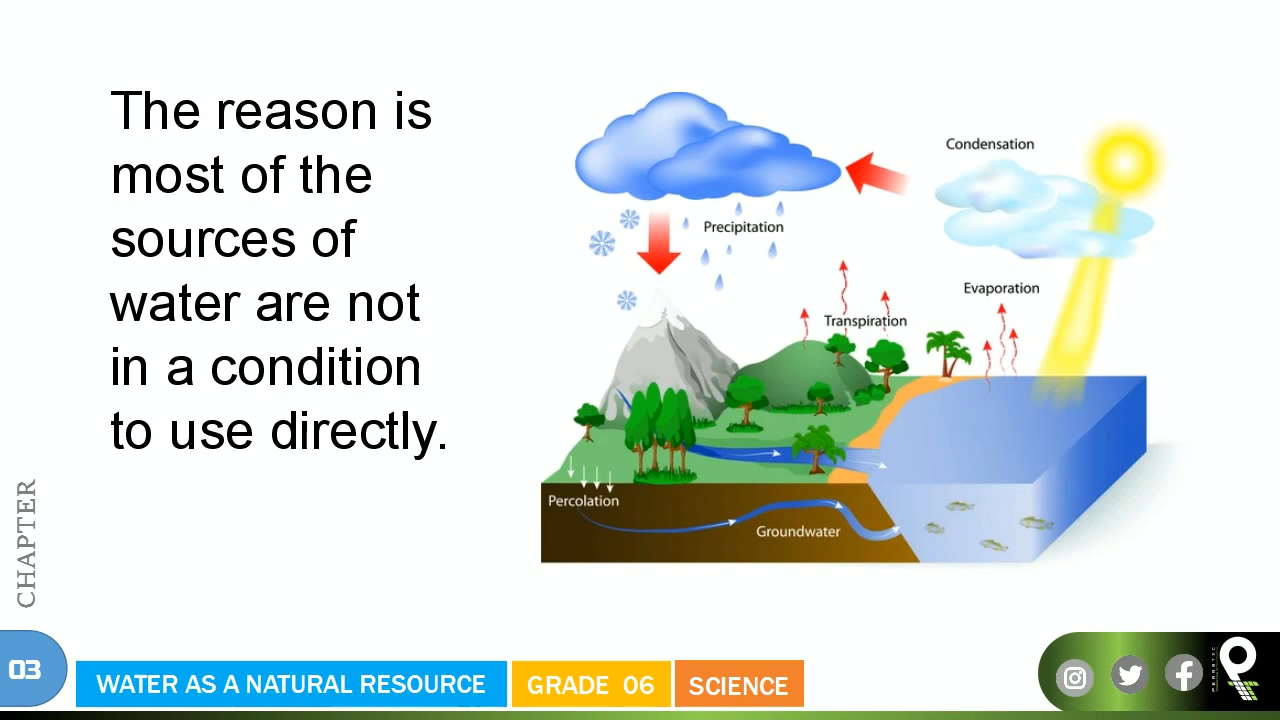 The reason is
most of the
sources of
water are not
in a condition
to use directly.
Condensation
Precipitation
Evaporation
Transpiration
Percolation
Groundwater
CHAPTER
03
WATER AS A NATURAL RESOURCE
GRADE 06
SCIENCE